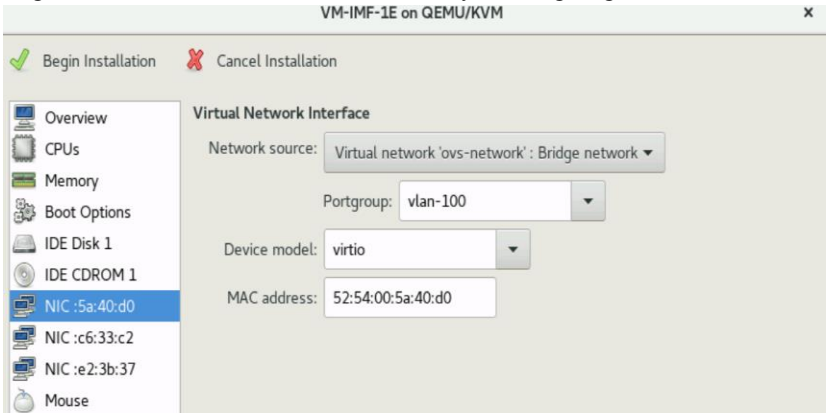 VM-IMF-1E on QEMU/KVM x
Begin Installation Cancel Installation
Overview
CPUs
Memory
Boot Options
IDE Disk 1
IDE CDROM 1
NIC :5a:40:d0
NIC :c6:33:c2
NIC :e2:3b:37
Mouse
Virtual Network Interface
Network source: Virtual network 'ovs-network' : Bridge network
Portgroup: vlan-100
Device model: virtio
MAC address: 52:54:00:5a:40:d0